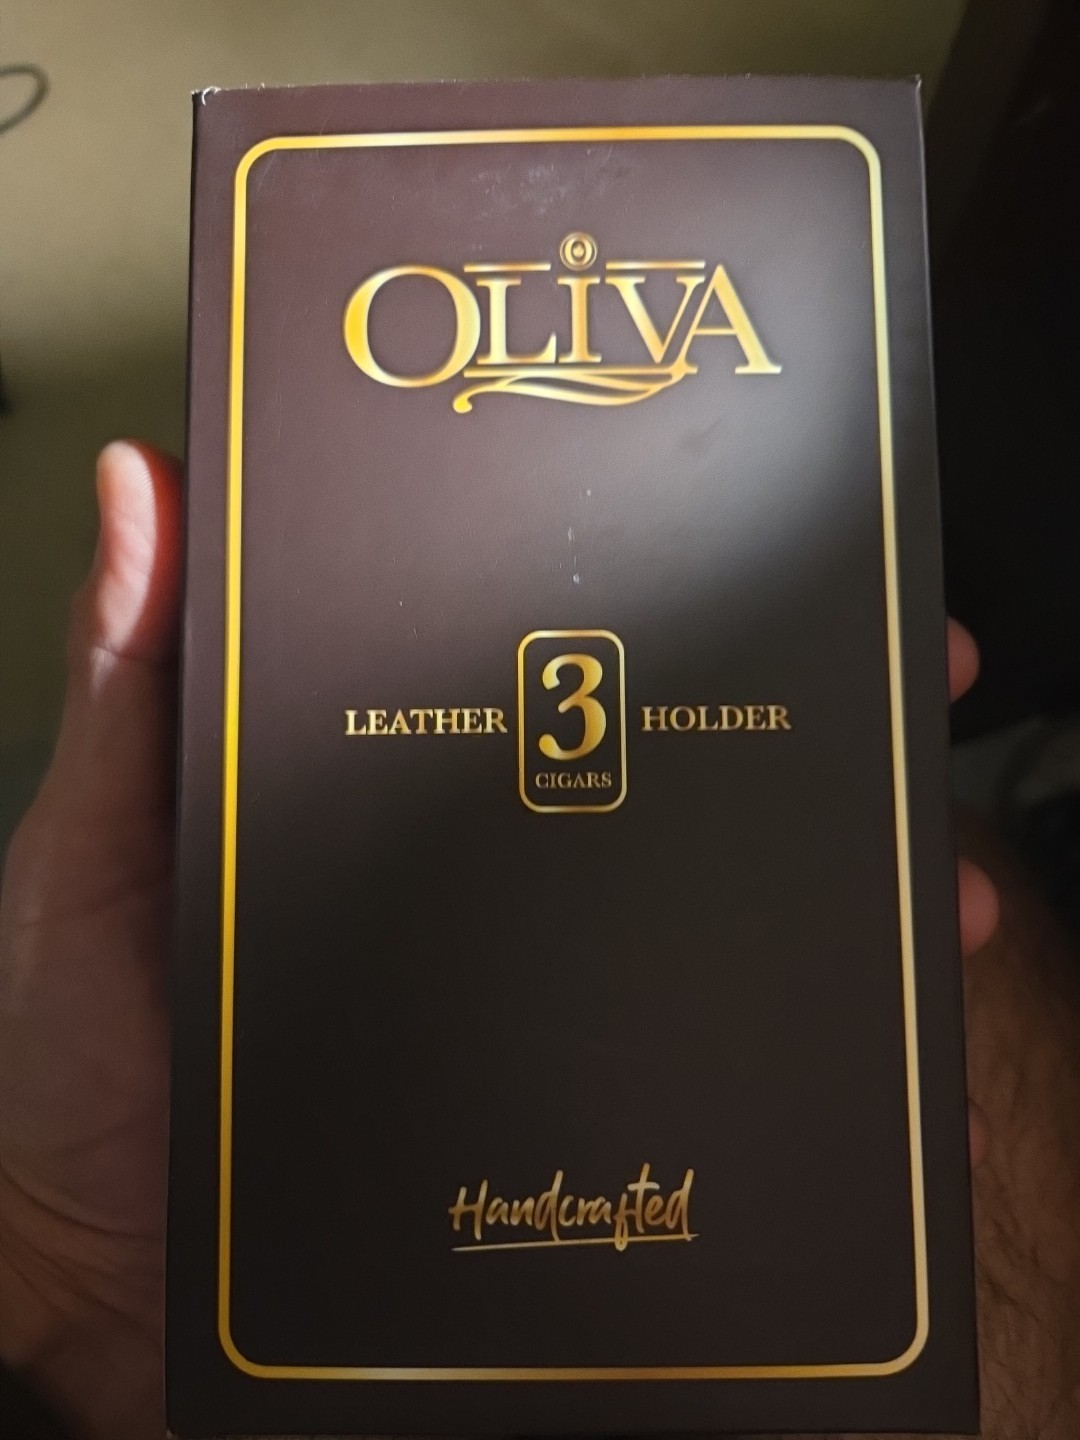 OLiVA
LEATHER 3 HOLDER
CIGARS
Handcrafted